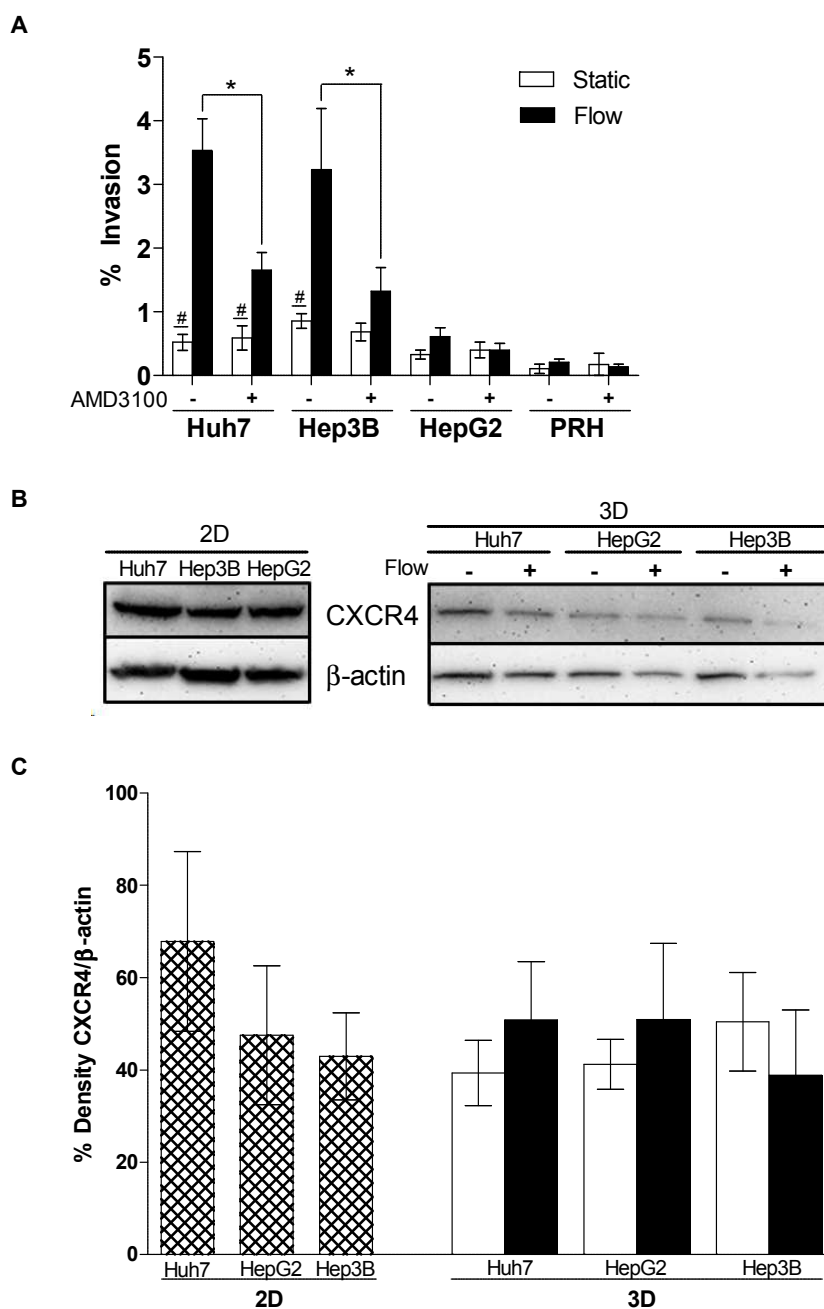 A
5
4
3
2
1
0
% Invasion
Static
Flow
*
*
#
#
#
AMD3100 - + - + - + - +
Huh7 Hep3B HepG2 PRH
B
2D
Huh7 Hep3B HepG2
3D
Huh7 HepG2 Hep3B
Flow - + - + - +
CXCR4
β-actin
C
100
80
60
40
20
0
% Density CXCR4/β-actin
Huh7 HepG2 Hep3B Huh7 HepG2 Hep3B
2D 3D